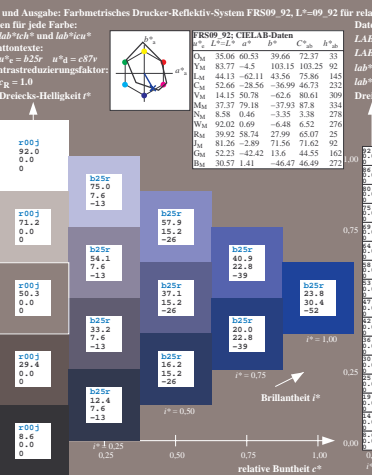 und Ausgabe: Farbmetrisches Drucker-Reflektiv-System FRS09_92, L*=09_92 für rela
en für jede Farbe:
lab*tch* und lab*icu*
uttontexte:
u*e = b25r u*d = c87v
ntrastreduzierungsfaktor:
cR = 1.0
Dreiecks-Helligkeit t*
b*a
a*a
FRS09_92; CIELAB-Daten
u*a L*=L*a a*a b*a C*ab h*ab
OM 35.06 60.53 39.66 72.37 33
YM 83.77 -4.5 103.15 103.25 92
LM 44.13 -62.11 43.56 75.86 145
CM 52.66 -28.56 -36.99 46.73 232
VM 14.15 50.78 -62.6 80.61 309
MM 37.37 79.18 -37.93 87.8 334
NM 8.58 0.46 -3.35 3.38 278
WM 92.02 0.69 -6.48 6.52 276
RM 39.92 58.74 27.99 65.07 25
JM 81.26 -2.89 71.56 71.62 92
GM 52.23 -42.42 13.6 44.55 162
BM 30.57 1.41 -46.47 46.49 272
Date
LAB
LAB
lab*
lab*
Drei
r00j
92.0
0.0
0
r00j
71.2
0.0
0
r00j
50.3
0.0
0
r00j
29.4
0.0
0
r00j
8.6
0.0
0
b25r
75.0
7.6
-13
b25r
54.1
7.6
-13
b25r
33.2
7.6
-13
b25r
12.4
7.6
-13
b25r
57.9
15.2
-26
b25r
37.1
15.2
-26
b25r
16.2
15.2
-26
b25r
40.9
22.8
-39
b25r
20.0
22.8
-39
b25r
23.8
30.4
-52
1,00
0,75
0,25
0,00
i* = 1,00
i* = 0,75
i* = 0,50
i* = 0,25
Brillantheit i*
0,25 0,50 0,75 1,00
relative Buntheit c*